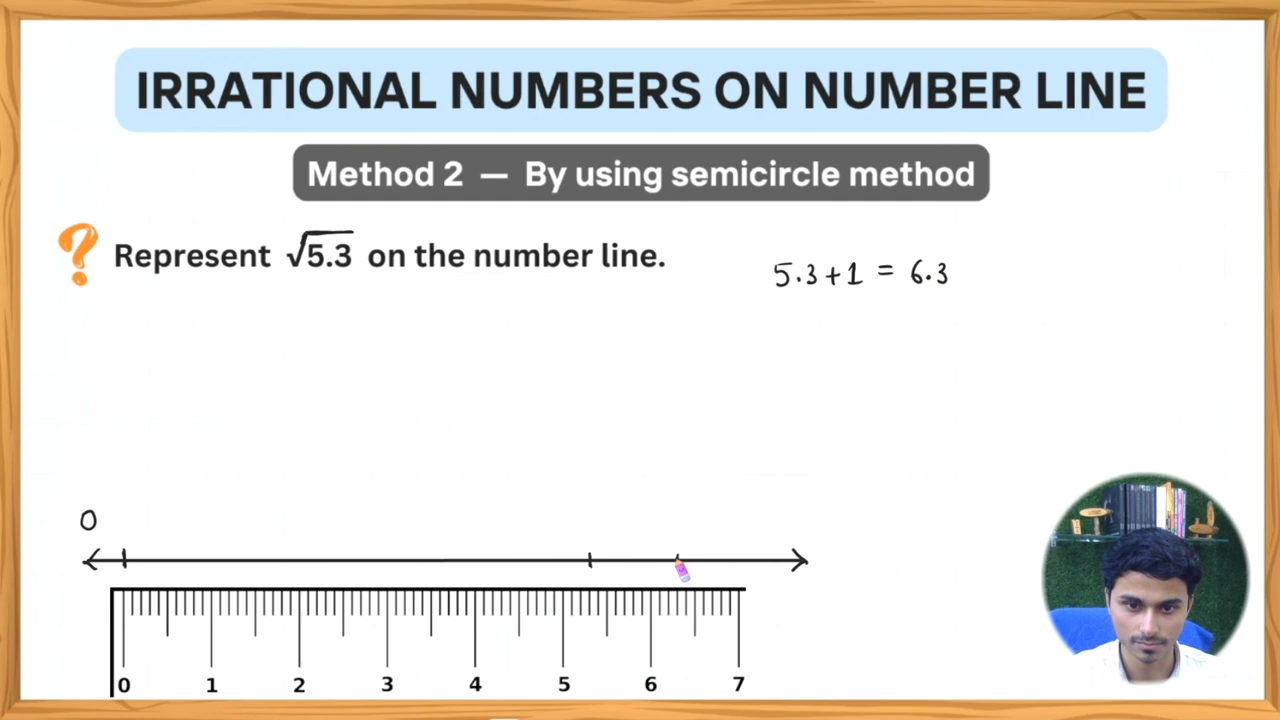 IRRATIONAL NUMBERS ON NUMBER LINE
Method 2 — By using semicircle method
? Represent √5.3 on the number line.
5.3+1 = 6.3
0
0 1 2 3 4 5 6 7